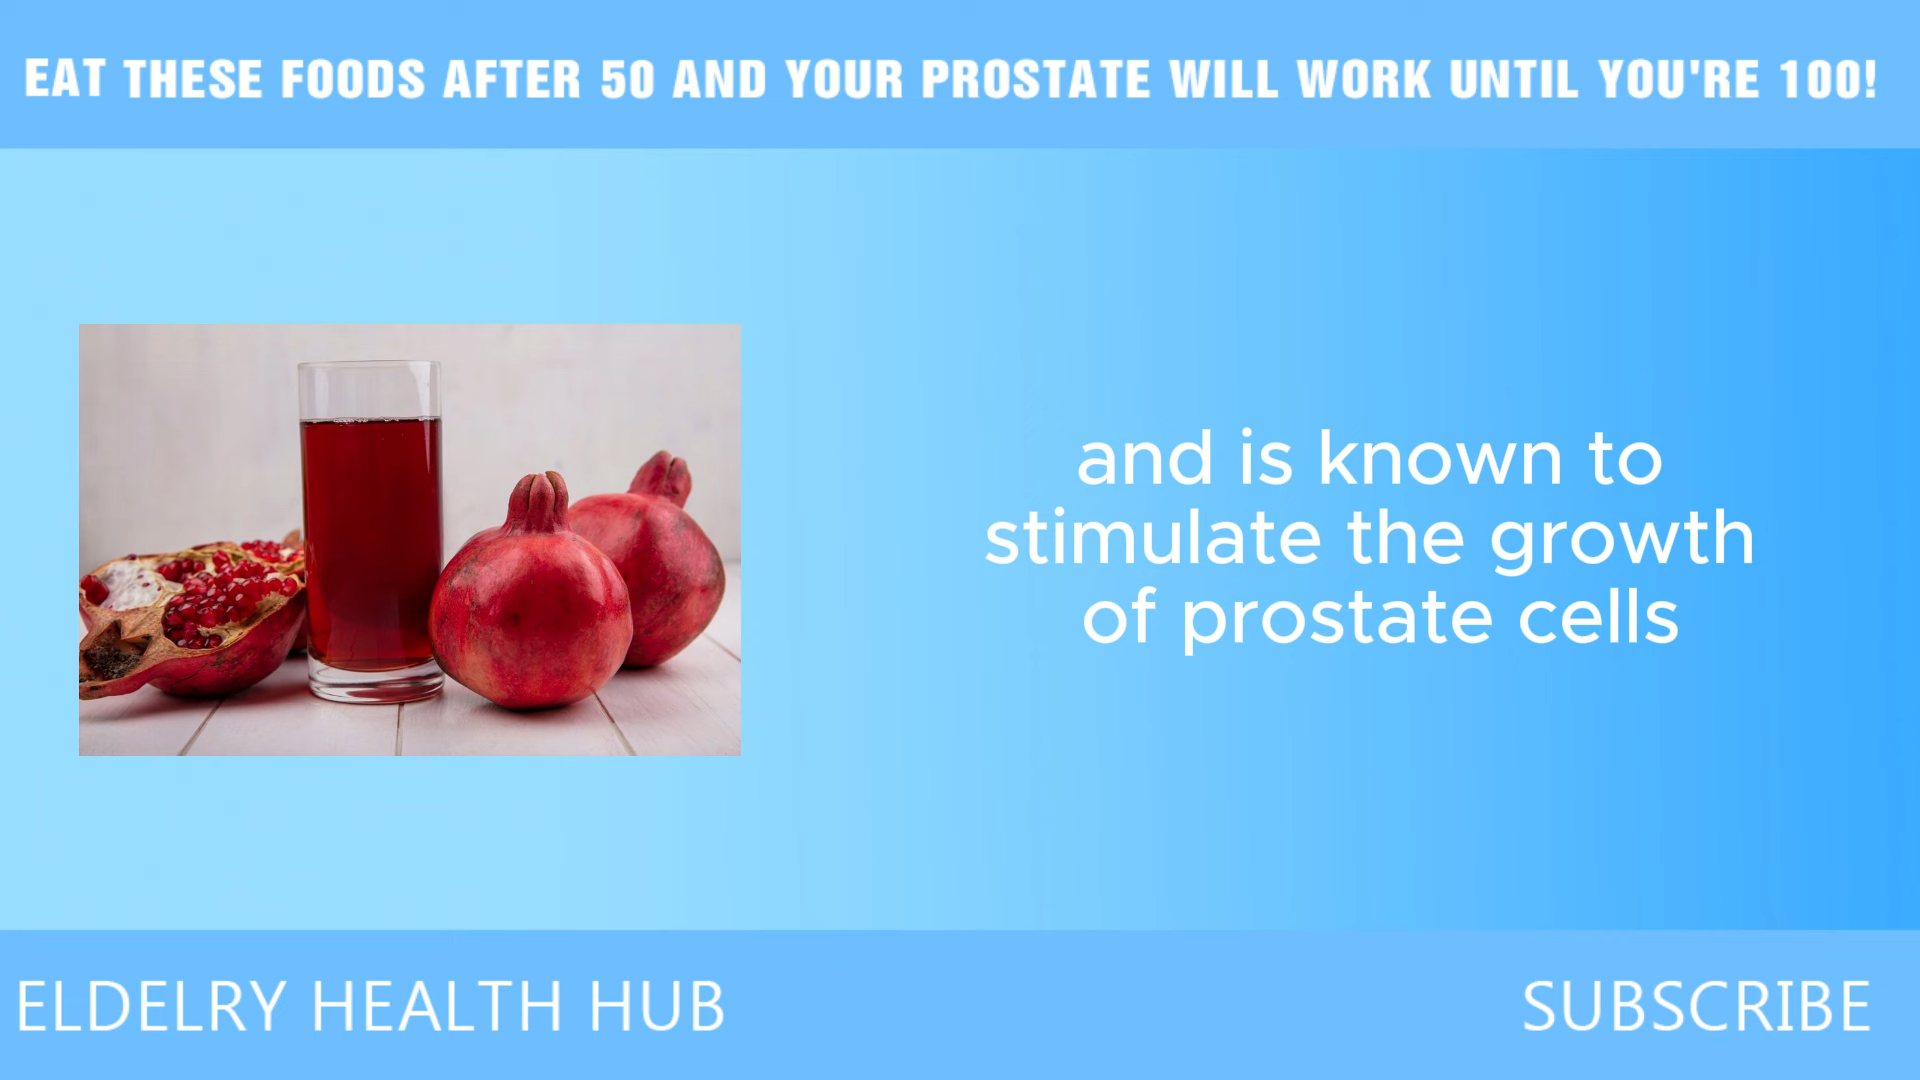 EAT THESE FOODS AFTER 50 AND YOUR PROSTATE WILL WORK UNTIL YOU'RE 100!
and is known to
stimulate the growth
of prostate cells
ELDELRY HEALTH HUB
SUBSCRIBE